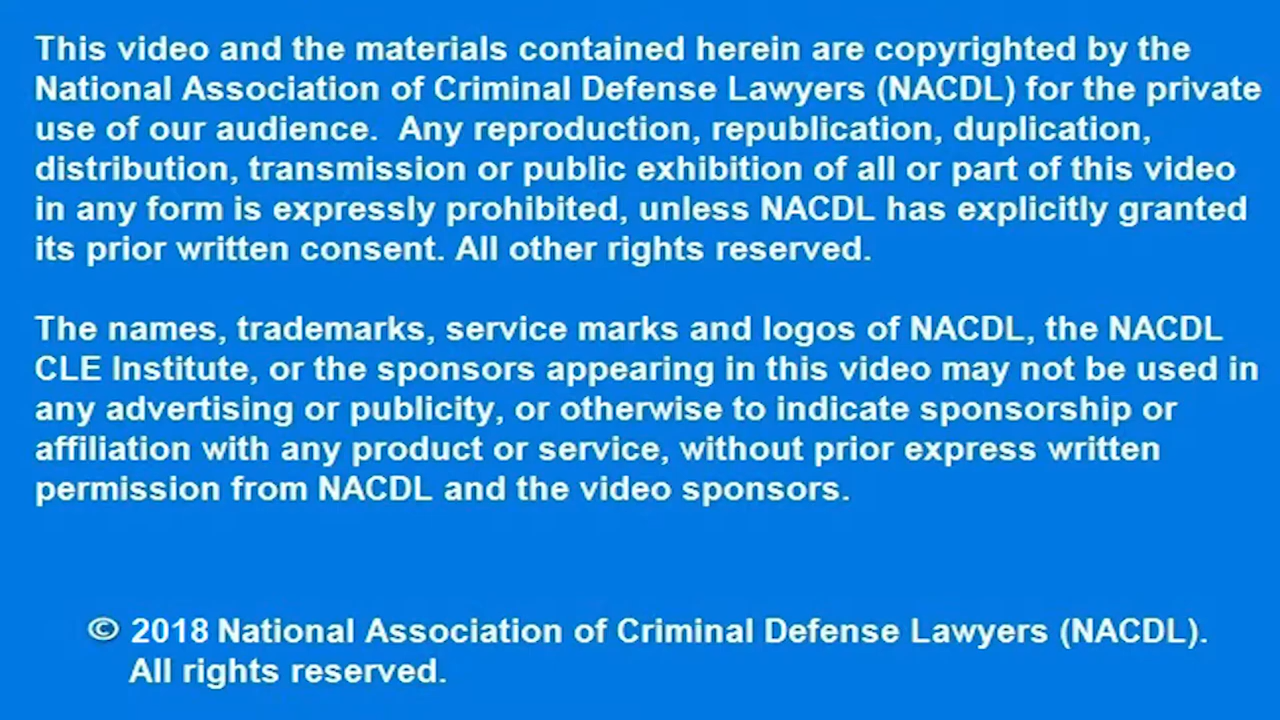 This video and the materials contained herein are copyrighted by the
National Association of Criminal Defense Lawyers (NACDL) for the private
use of our audience.  Any reproduction, republication, duplication,
distribution, transmission or public exhibition of all or part of this video
in any form is expressly prohibited, unless NACDL has explicitly granted
its prior written consent. All other rights reserved.
The names, trademarks, service marks and logos of NACDL, the NACDL
CLE Institute, or the sponsors appearing in this video may not be used in
any advertising or publicity, or otherwise to indicate sponsorship or
affiliation with any product or service, without prior express written
permission from NACDL and the video sponsors.
© 2018 National Association of Criminal Defense Lawyers (NACDL).
All rights reserved.